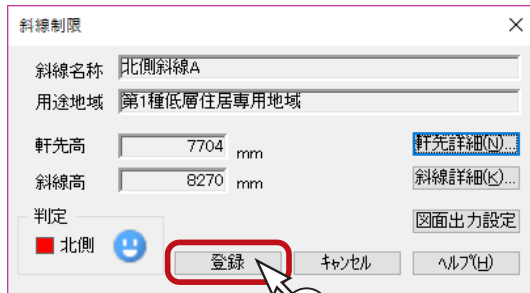 斜線制限
斜線名称 北側斜線A
用途地域 第1種低層住居専用地域
軒先高 7704 mm 軒先詳細(N)...
斜線高 8270 mm 斜線詳細(K)...
判定 図面出力設定
北側 登録 キャンセル ヘルプ(H)